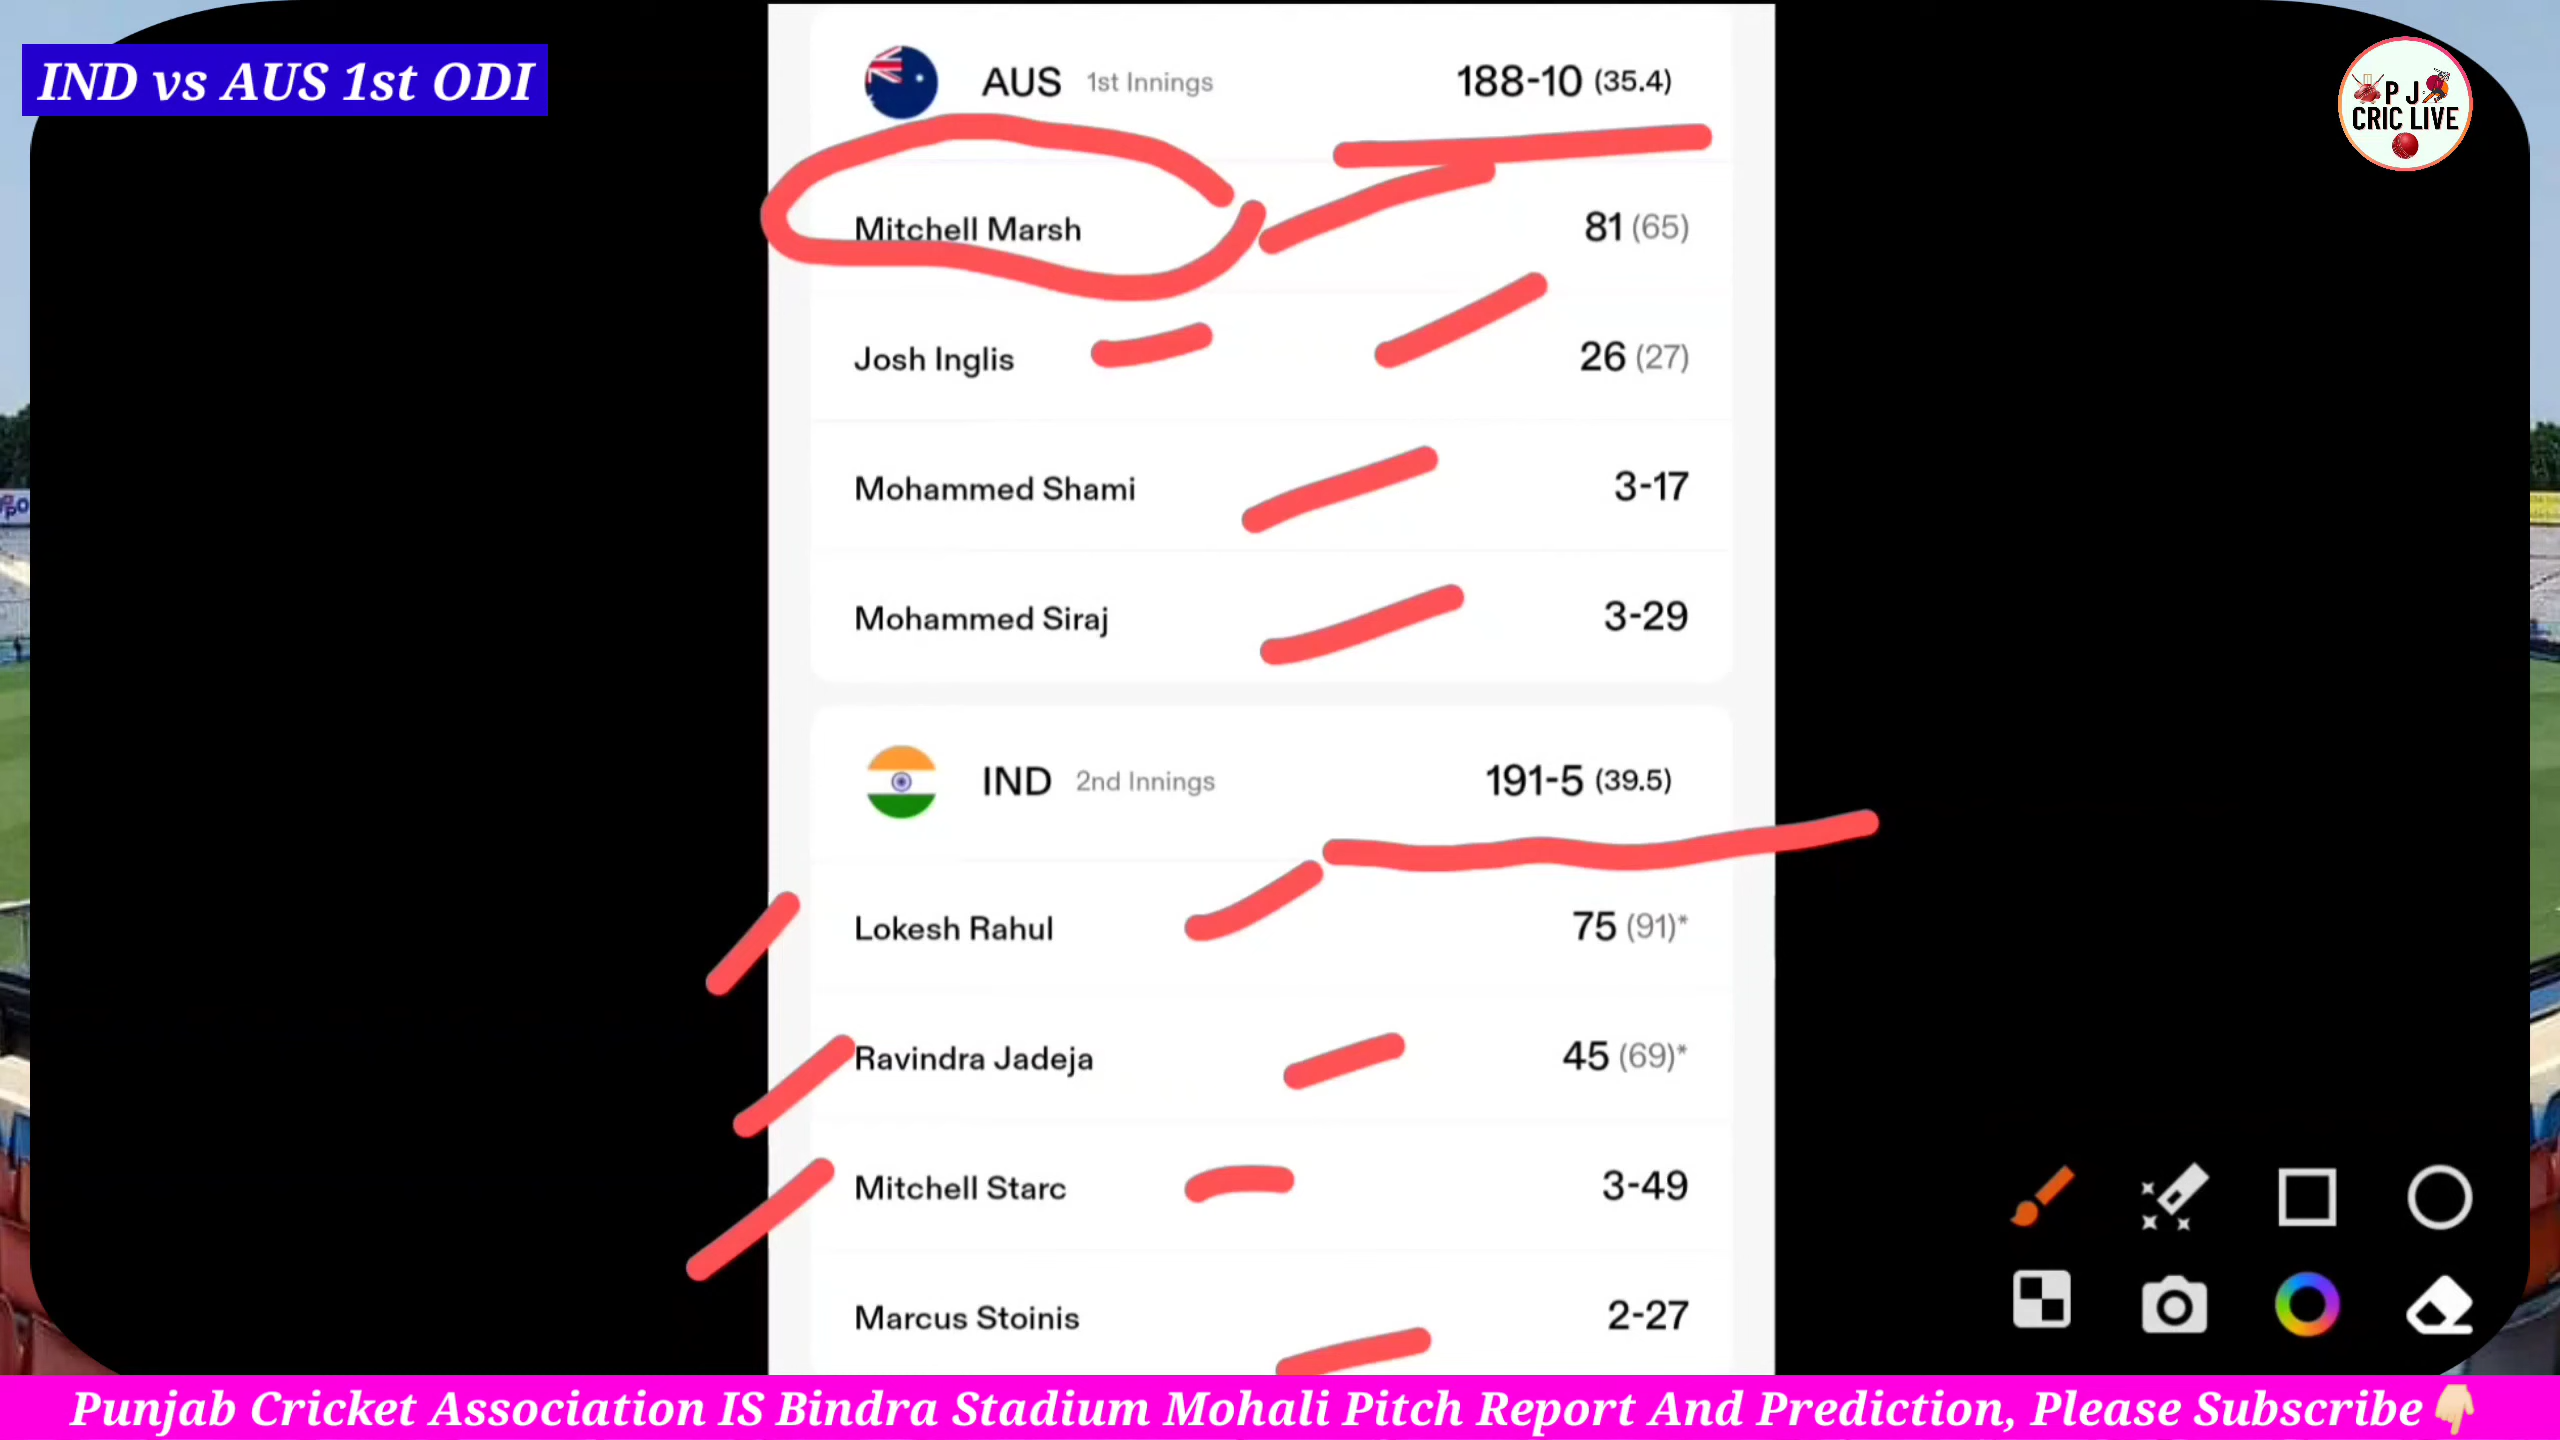 IND vs AUS 1st ODI
P J
CRIC LIVE
AUS 1st Innings 188-10 (35.4)
Mitchell Marsh 81 (65)
Josh Inglis 26 (27)
Mohammed Shami 3-17
Mohammed Siraj 3-29
IND 2nd Innings 191-5 (39.5)
Lokesh Rahul 75 (91)*
Ravindra Jadeja 45 (69)*
Mitchell Starc 3-49
Marcus Stoinis 2-27
Punjab Cricket Association IS Bindra Stadium Mohali Pitch Report And Prediction, Please Subscribe👇🏼